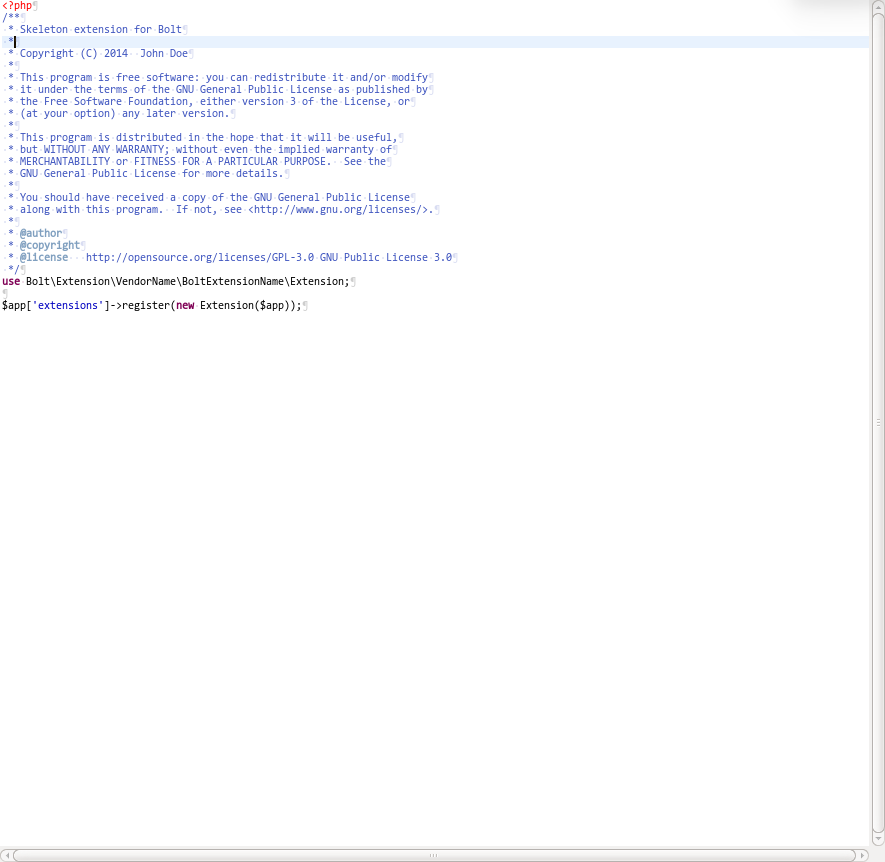 <?php
/**
 * Skeleton extension for Bolt
 *
 * Copyright (C) 2014  John Doe
 *
 * This program is free software: you can redistribute it and/or modify
 * it under the terms of the GNU General Public License as published by
 * the Free Software Foundation, either version 3 of the License, or
 * (at your option) any later version.
 *
 * This program is distributed in the hope that it will be useful,
 * but WITHOUT ANY WARRANTY; without even the implied warranty of
 * MERCHANTABILITY or FITNESS FOR A PARTICULAR PURPOSE.  See the
 * GNU General Public License for more details.
 *
 * You should have received a copy of the GNU General Public License
 * along with this program.  If not, see <http://www.gnu.org/licenses/>.
 *
 * @author
 * @copyright
 * @license   http://opensource.org/licenses/GPL-3.0 GNU Public License 3.0
 */
use Bolt\Extension\VendorName\BoltExtensionName\Extension;

$app['extensions']->register(new Extension($app));